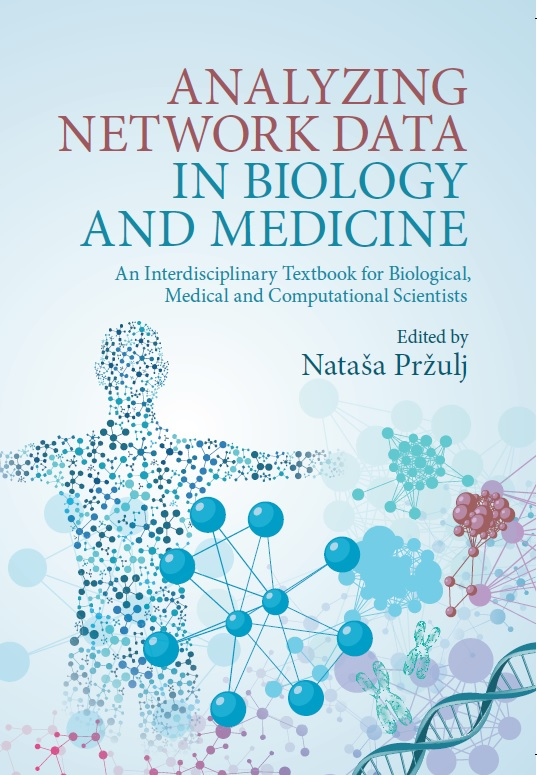 ANALYZING
NETWORK DATA
IN BIOLOGY
AND MEDICINE
An Interdisciplinary Textbook for Biological,
Medical and Computational Scientists
Edited by
Nataša Pržulj